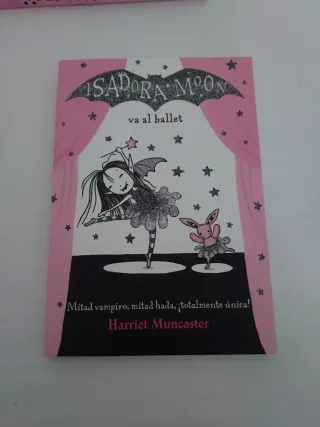 ISADORA MOON
va al ballet
Mitad vampiro, mitad hada, ¡totalmente única!
Harriet Muncaster